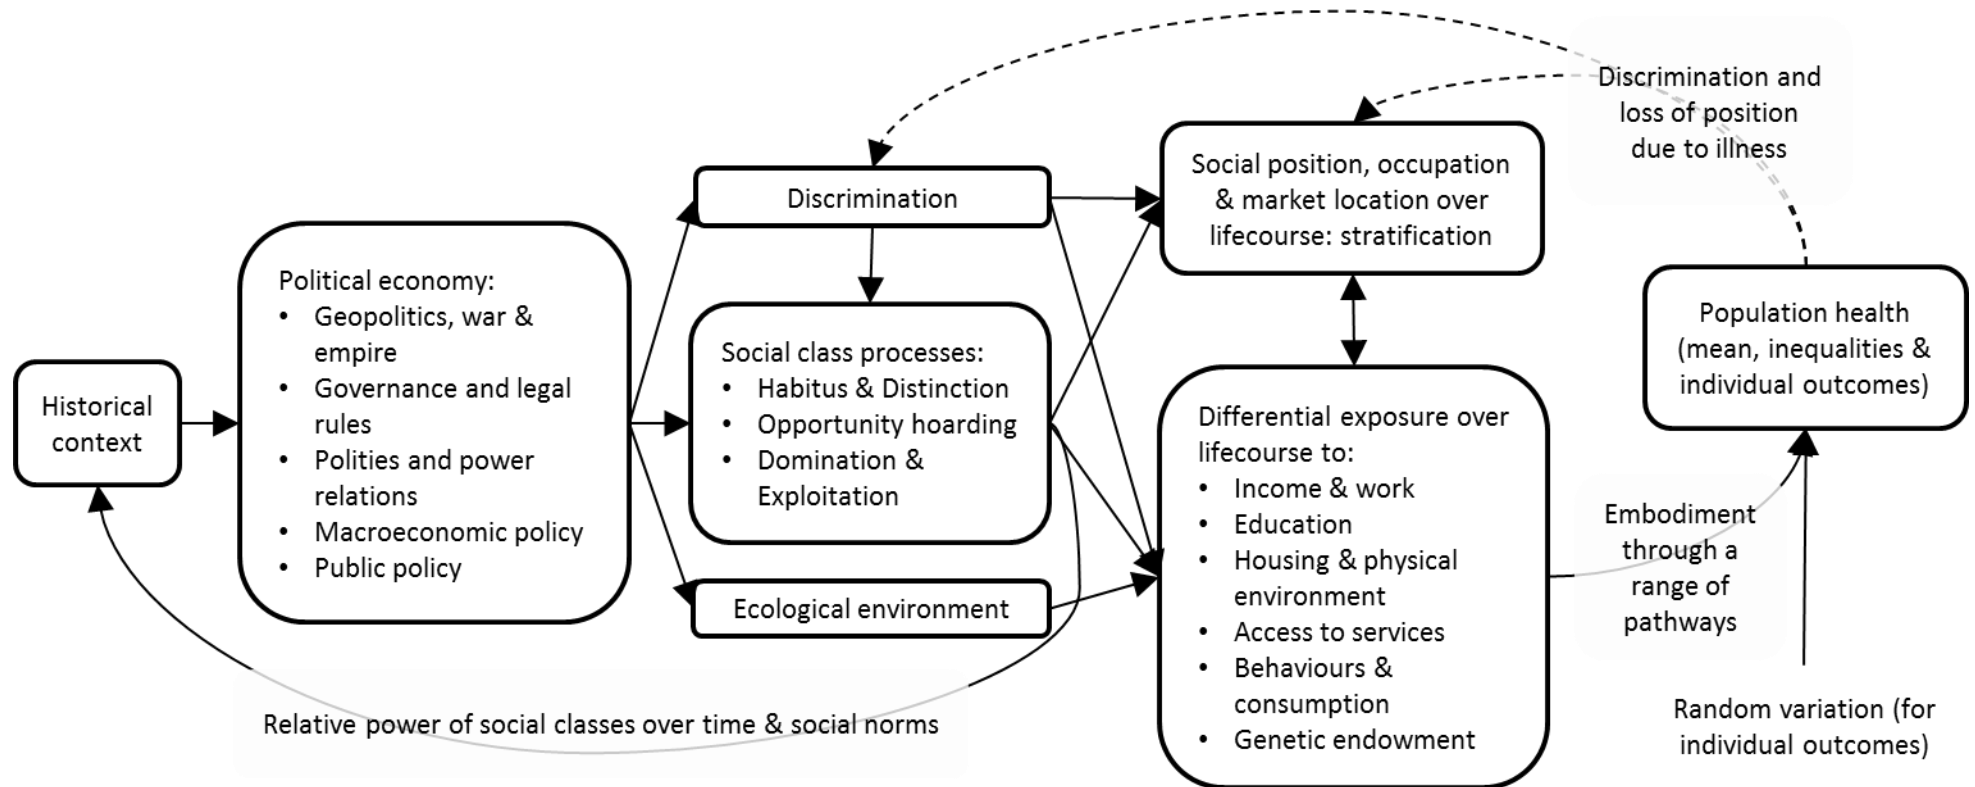 Historical
context
Political economy:
• Geopolitics, war &
empire
• Governance and legal
rules
• Polities and power
relations
• Macroeconomic policy
• Public policy
Discrimination
Social class processes:
• Habitus & Distinction
• Opportunity hoarding
• Domination &
Exploitation
Ecological environment
Relative power of social classes over time & social norms
Social position, occupation
& market location over
lifecourse: stratification
Differential exposure over
lifecourse to:
• Income & work
• Education
• Housing & physical
environment
• Access to services
• Behaviours &
consumption
• Genetic endowment
Discrimination and
loss of position
due to illness
Population health
(mean, inequalities &
individual outcomes)
Embodiment
through a
range of
pathways
Random variation (for
individual outcomes)